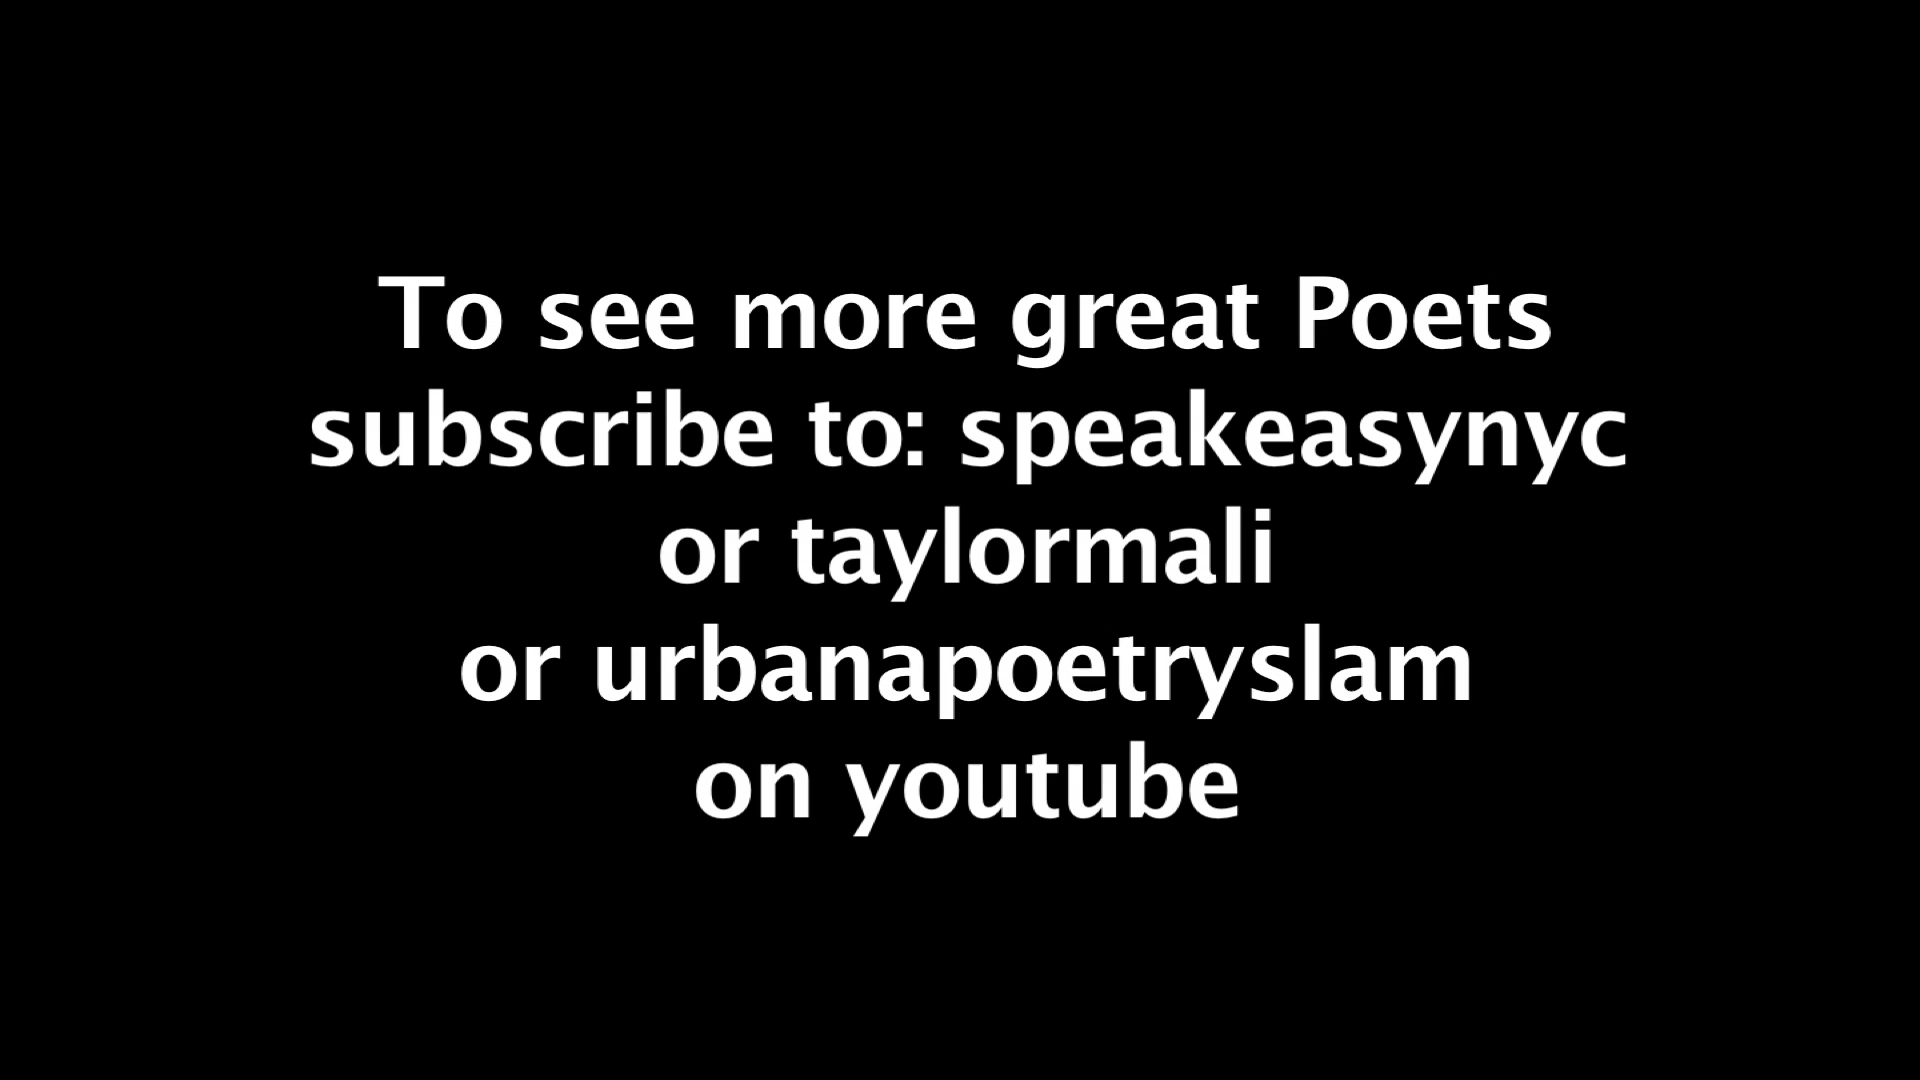 To see more great Poets
subscribe to: speakeasynyc
or taylormali
or urbanapoetryslam
on youtube